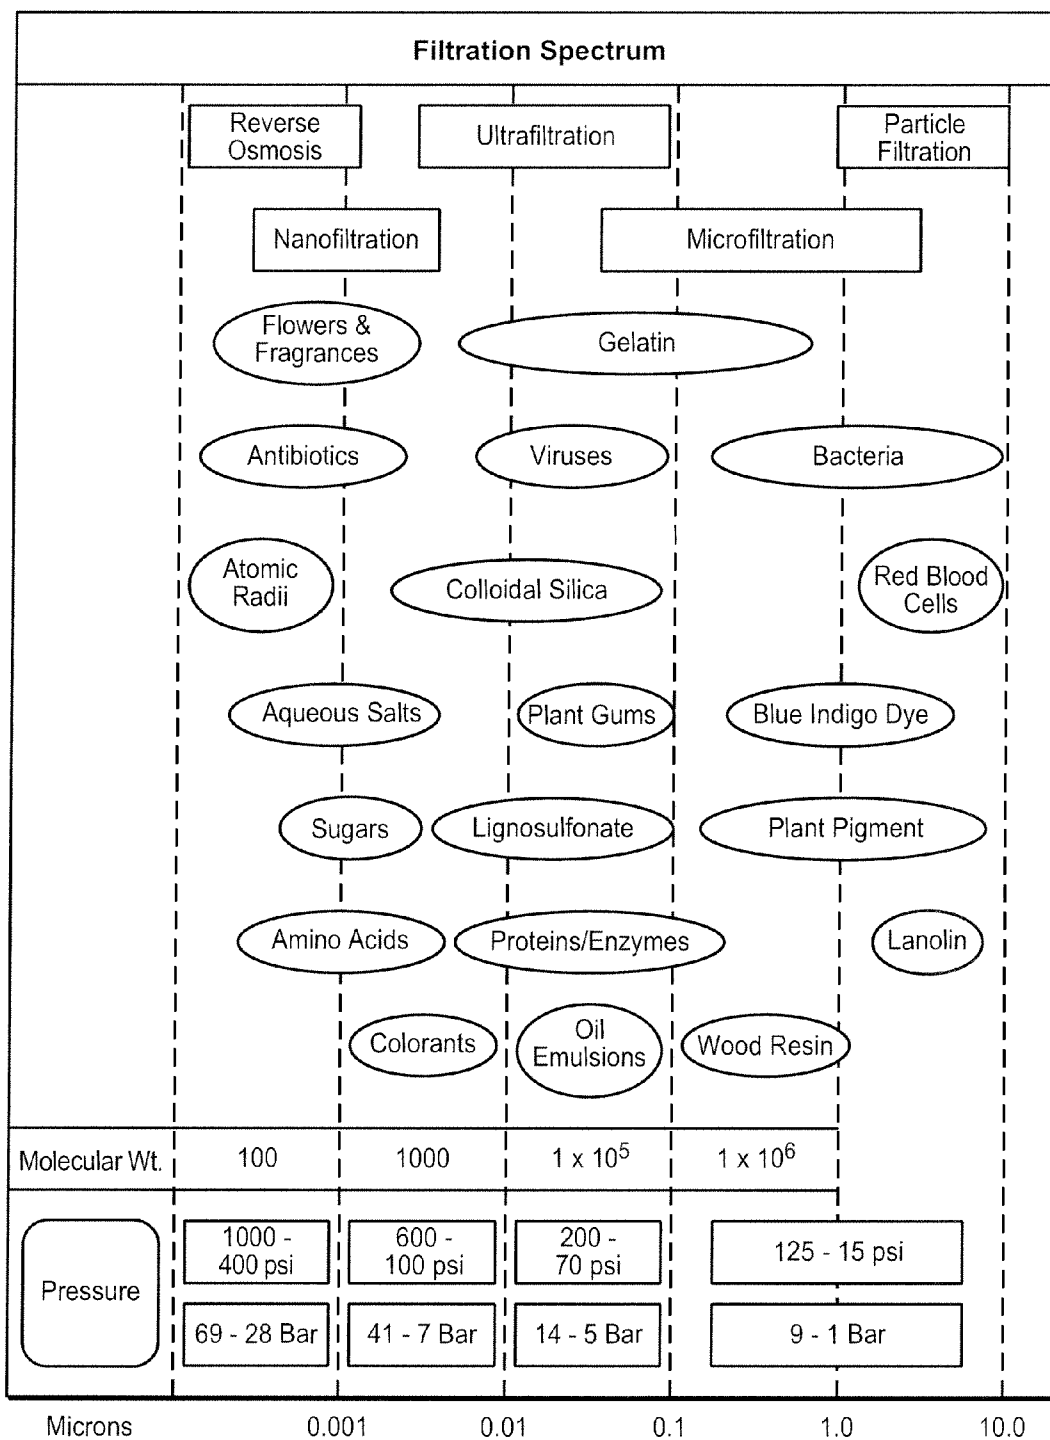 Filtration Spectrum
Reverse
Osmosis
Ultrafiltration
Particle
Filtration
Nanofiltration
Microfiltration
Flowers &
Fragrances
Gelatin
Antibiotics
Viruses
Bacteria
Atomic
Radii
Colloidal Silica
Red Blood
Cells
Aqueous Salts
Plant Gums
Blue Indigo Dye
Sugars
Lignosulfonate
Plant Pigment
Amino Acids
Proteins/Enzymes
Lanolin
Colorants
Oil
Emulsions
Wood Resin
Molecular Wt.
100
1000
1 x 10⁵
1 x 10⁶
Pressure
1000 -
400 psi
600 -
100 psi
200 -
70 psi
125 - 15 psi
69 - 28 Bar
41 - 7 Bar
14 - 5 Bar
9 - 1 Bar
Microns
0.001
0.01
0.1
1.0
10.0